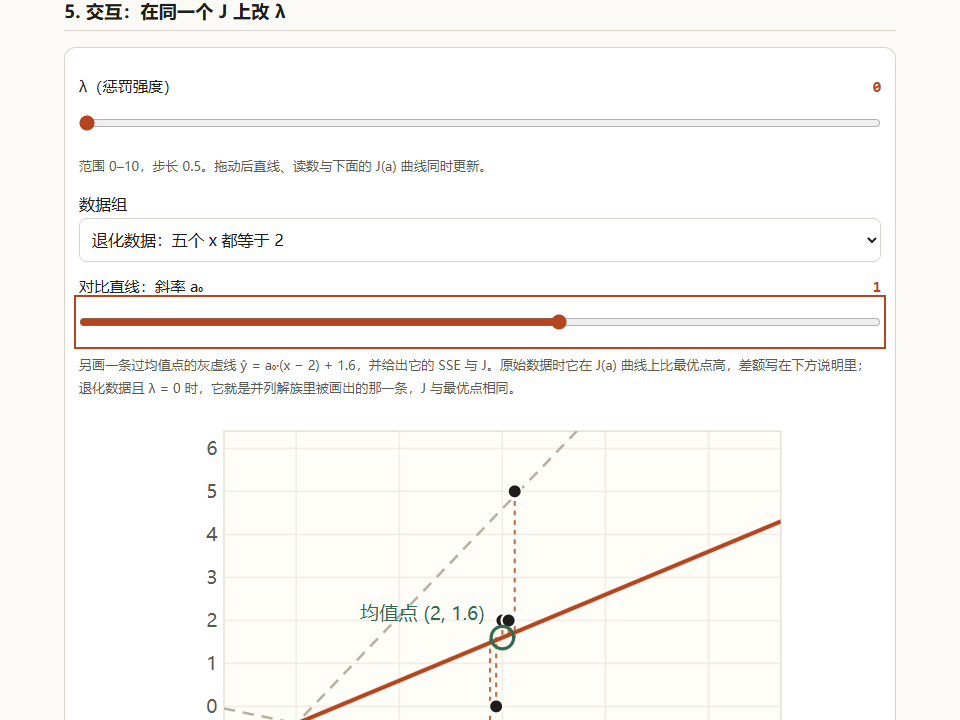 5. 交互：在同一个 J 上改 λ
λ（惩罚强度） 0
范围 0–10，步长 0.5。拖动后直线、读数与下面的 J(a) 曲线同时更新。
数据组
退化数据：五个 x 都等于 2
对比直线：斜率 a₀ 1
另画一条过均值点的灰虚线 ŷ = a₀·(x − 2) + 1.6，并给出它的 SSE 与 J。原始数据时它在 J(a) 曲线上比最优点高，差额写在下方说明里；
退化数据且 λ = 0 时，它就是并列解族里被画出的那一条，J 与最优点相同。
6
5
4
3
均值点 (2, 1.6)
2
1
0